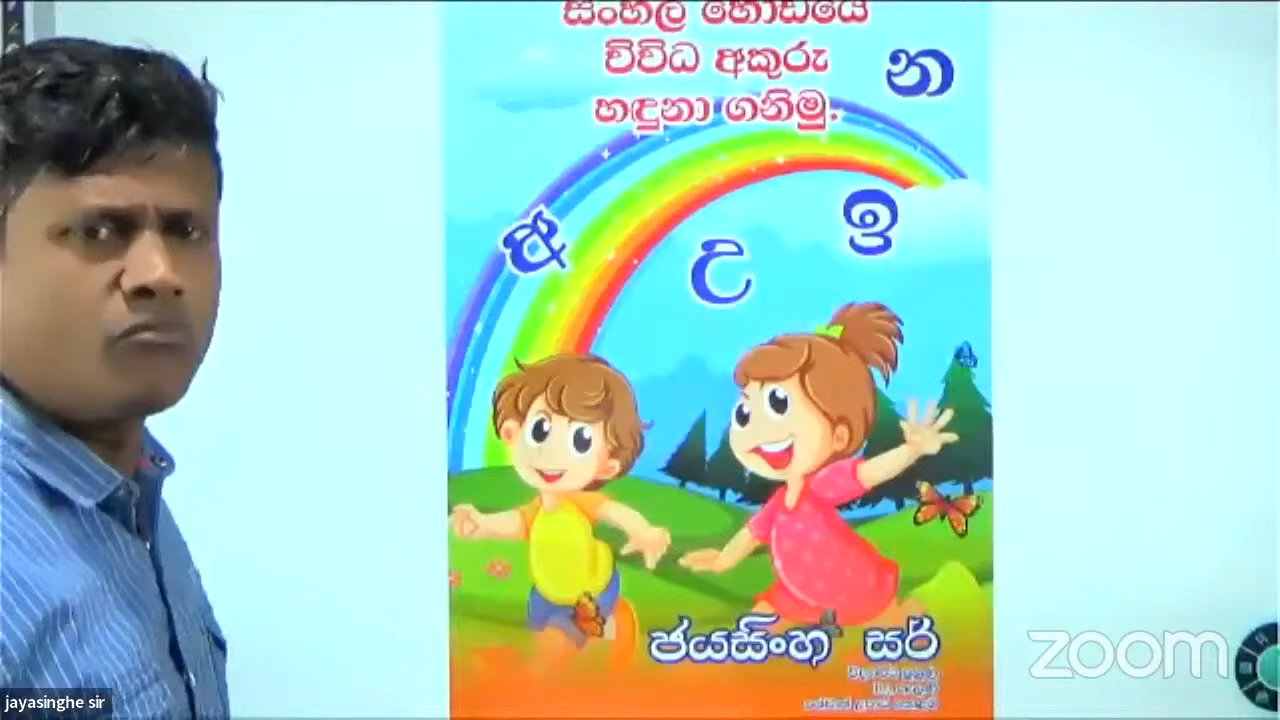 සිංහල හෝඩියේ
විවිධ අකුරු
හඳුනා ගනිමු.
න
අ
උ
ඉ
ජයසිංහ සර්
zoom
jayasinghe sir